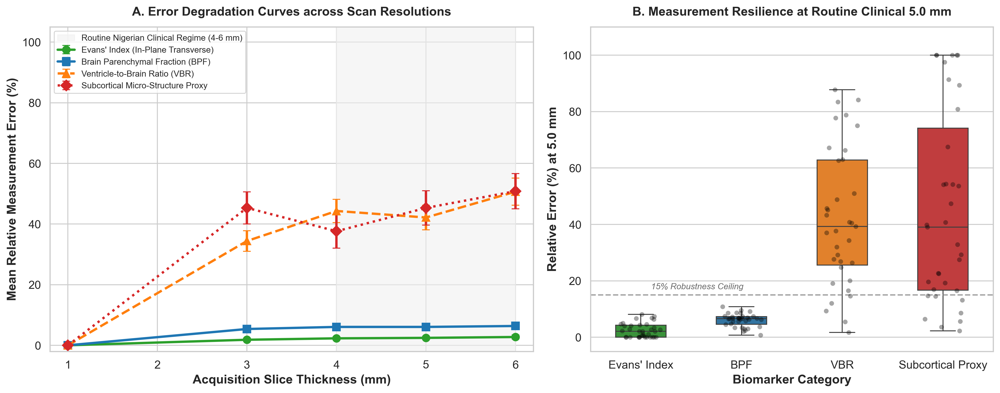 A. Error Degradation Curves across Scan Resolutions
Mean Relative Measurement Error (%)
100
80
60
40
20
0
Routine Nigerian Clinical Regime (4-6 mm)
Evans' Index (In-Plane Transverse)
Brain Parenchymal Fraction (BPF)
Ventricle-to-Brain Ratio (VBR)
Subcortical Micro-Structure Proxy
1
2
3
4
5
6
Acquisition Slice Thickness (mm)
B. Measurement Resilience at Routine Clinical 5.0 mm
Relative Error (%) at 5.0 mm
100
80
60
40
20
0
15% Robustness Ceiling
Evans' Index
BPF
VBR
Subcortical Proxy
Biomarker Category